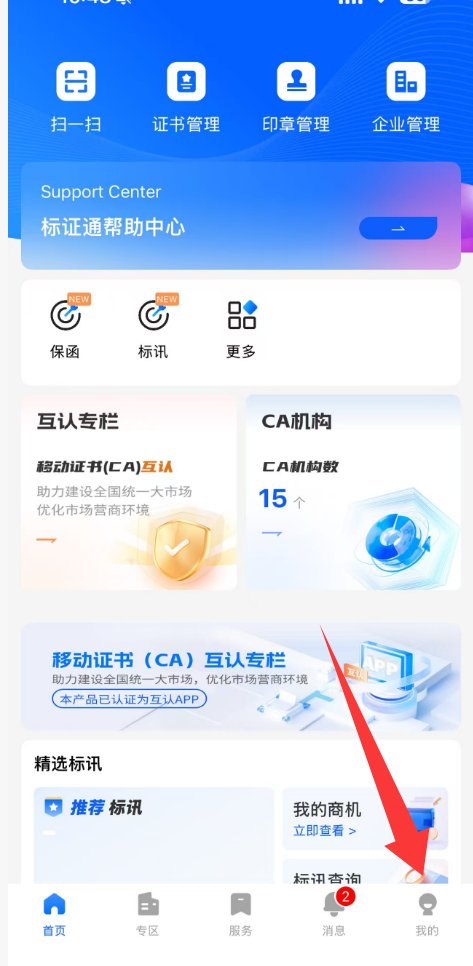 扫一扫
证书管理
印章管理
企业管理
Support Center
标证通帮助中心
NEW
NEW
保函
标讯
更多
互认专栏
移动证书(CA)互认
助力建设全国统一大市场
优化市场营商环境
CA机构
CA机构数
15 个
移动证书（CA）互认专栏
助力建设全国统一大市场，优化市场营商环境
本产品已认证为互认APP
APP
互认
精选标讯
推荐 标讯
我的商机
立即查看 >
标讯查询
2
首页
专区
服务
消息
我的